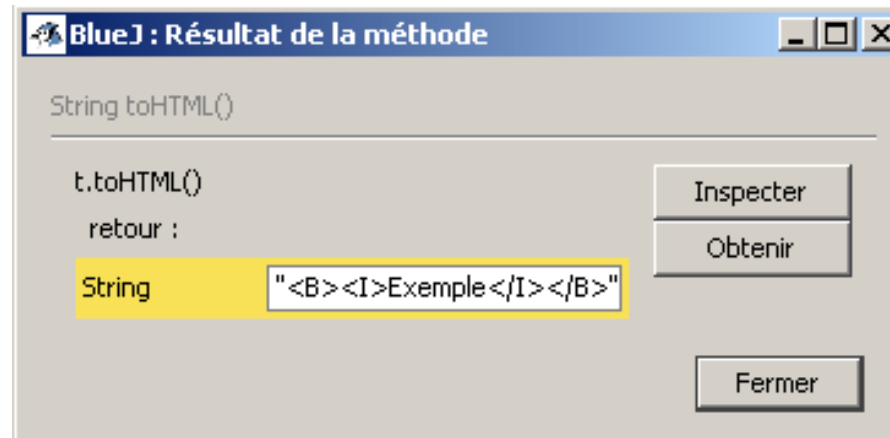 BlueJ : Résultat de la méthode
String toHTML()
t.toHTML()
retour :
String "<B><I>Exemple</I></B>"
Inspecter
Obtenir
Fermer